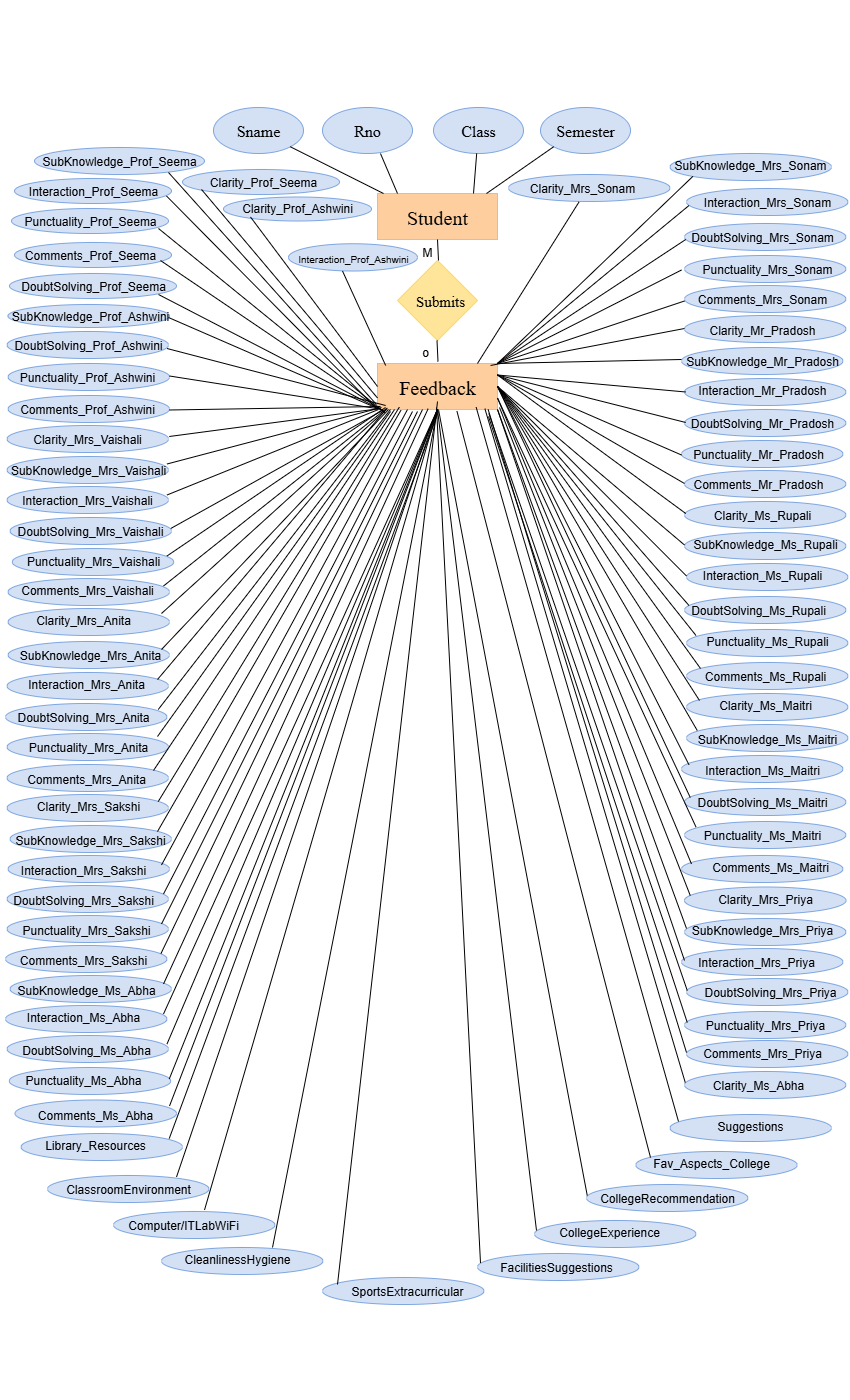 Sname
Rno
Class
Semester
SubKnowledge_Prof_Seema
Clarity_Prof_Seema
Interaction_Prof_Seema
Clarity_Prof_Ashwini
Punctuality_Prof_Seema
Comments_Prof_Seema
Interaction_Prof_Ashwini
DoubtSolving_Prof_Seema
SubKnowledge_Prof_Ashwini
DoubtSolving_Prof_Ashwini
Punctuality_Prof_Ashwini
Comments_Prof_Ashwini
Clarity_Mrs_Vaishali
SubKnowledge_Mrs_Vaishali
Interaction_Mrs_Vaishali
DoubtSolving_Mrs_Vaishali
Punctuality_Mrs_Vaishali
Comments_Mrs_Vaishali
Clarity_Mrs_Anita
SubKnowledge_Mrs_Anita
Interaction_Mrs_Anita
DoubtSolving_Mrs_Anita
Punctuality_Mrs_Anita
Comments_Mrs_Anita
Clarity_Mrs_Sakshi
SubKnowledge_Mrs_Sakshi
Interaction_Mrs_Sakshi
DoubtSolving_Mrs_Sakshi
Punctuality_Mrs_Sakshi
Comments_Mrs_Sakshi
SubKnowledge_Ms_Abha
Interaction_Ms_Abha
DoubtSolving_Ms_Abha
Punctuality_Ms_Abha
Comments_Ms_Abha
Library_Resources
ClassroomEnvironment
Computer/ITLabWiFi
CleanlinessHygiene
SportsExtracurricular
Student
M
Submits
o
Feedback
Clarity_Mrs_Sonam
SubKnowledge_Mrs_Sonam
Interaction_Mrs_Sonam
DoubtSolving_Mrs_Sonam
Punctuality_Mrs_Sonam
Comments_Mrs_Sonam
Clarity_Mr_Pradosh
SubKnowledge_Mr_Pradosh
Interaction_Mr_Pradosh
DoubtSolving_Mr_Pradosh
Punctuality_Mr_Pradosh
Comments_Mr_Pradosh
Clarity_Ms_Rupali
SubKnowledge_Ms_Rupali
Interaction_Ms_Rupali
DoubtSolving_Ms_Rupali
Punctuality_Ms_Rupali
Comments_Ms_Rupali
Clarity_Ms_Maitri
SubKnowledge_Ms_Maitri
Interaction_Ms_Maitri
DoubtSolving_Ms_Maitri
Punctuality_Ms_Maitri
Comments_Ms_Maitri
Clarity_Mrs_Priya
SubKnowledge_Mrs_Priya
Interaction_Mrs_Priya
DoubtSolving_Mrs_Priya
Punctuality_Mrs_Priya
Comments_Mrs_Priya
Clarity_Ms_Abha
Suggestions
Fav_Aspects_College
CollegeRecommendation
CollegeExperience
FacilitiesSuggestions